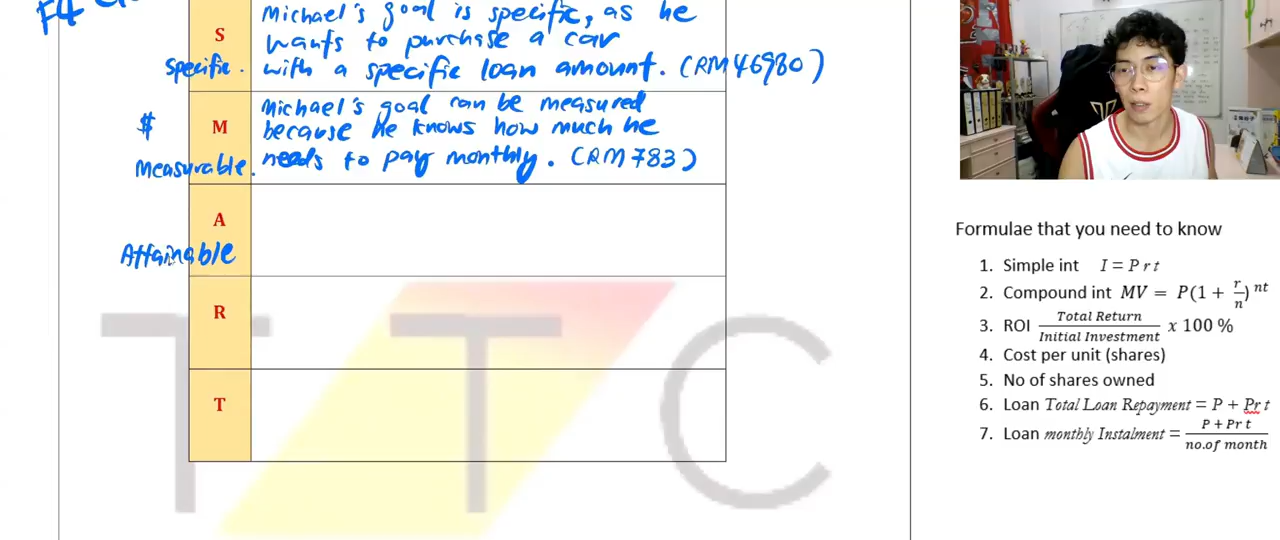 F4
S
Michael's goal is specific, as he
wants to purchase a car
Specific. with a specific loan amount. (RM46980)
M
$
Michael's goal can be measured
because he knows how much he
Measurable. needs to pay monthly. (RM783)
A
Attainable
R
T
TTC
Formulae that you need to know
1. Simple int I = P r t
2. Compound int MV = P(1 + r/n) nt
3. ROI Total Return / Initial Investment x 100 %
4. Cost per unit (shares)
5. No of shares owned
6. Loan Total Loan Repayment = P + Pr t
7. Loan monthly Instalment = P + Pr t / no.of month